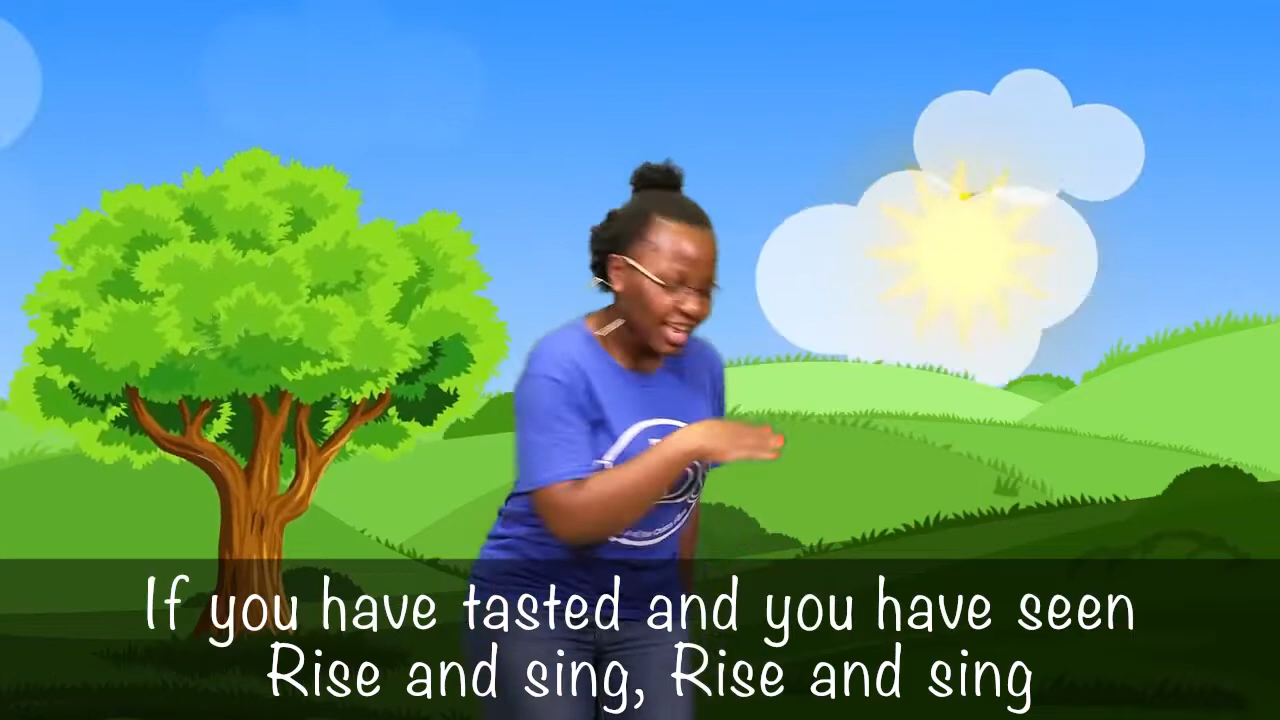 If you have tasted and you have seen
Rise and sing, Rise and sing